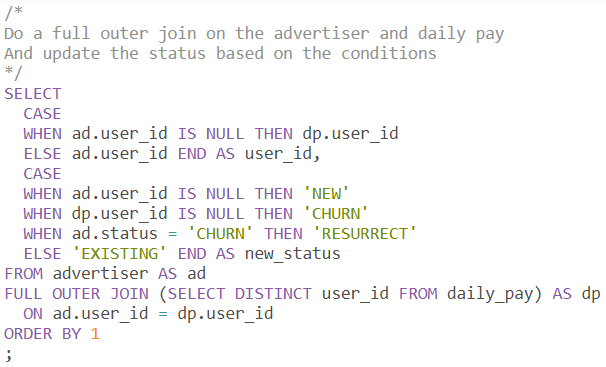 /*
Do a full outer join on the advertiser and daily pay
And update the status based on the conditions
*/
SELECT
  CASE
  WHEN ad.user_id IS NULL THEN dp.user_id
  ELSE ad.user_id END AS user_id,
  CASE
  WHEN ad.user_id IS NULL THEN 'NEW'
  WHEN dp.user_id IS NULL THEN 'CHURN'
  WHEN ad.status = 'CHURN' THEN 'RESURRECT'
  ELSE 'EXISTING' END AS new_status
FROM advertiser AS ad
FULL OUTER JOIN (SELECT DISTINCT user_id FROM daily_pay) AS dp
  ON ad.user_id = dp.user_id
ORDER BY 1
;